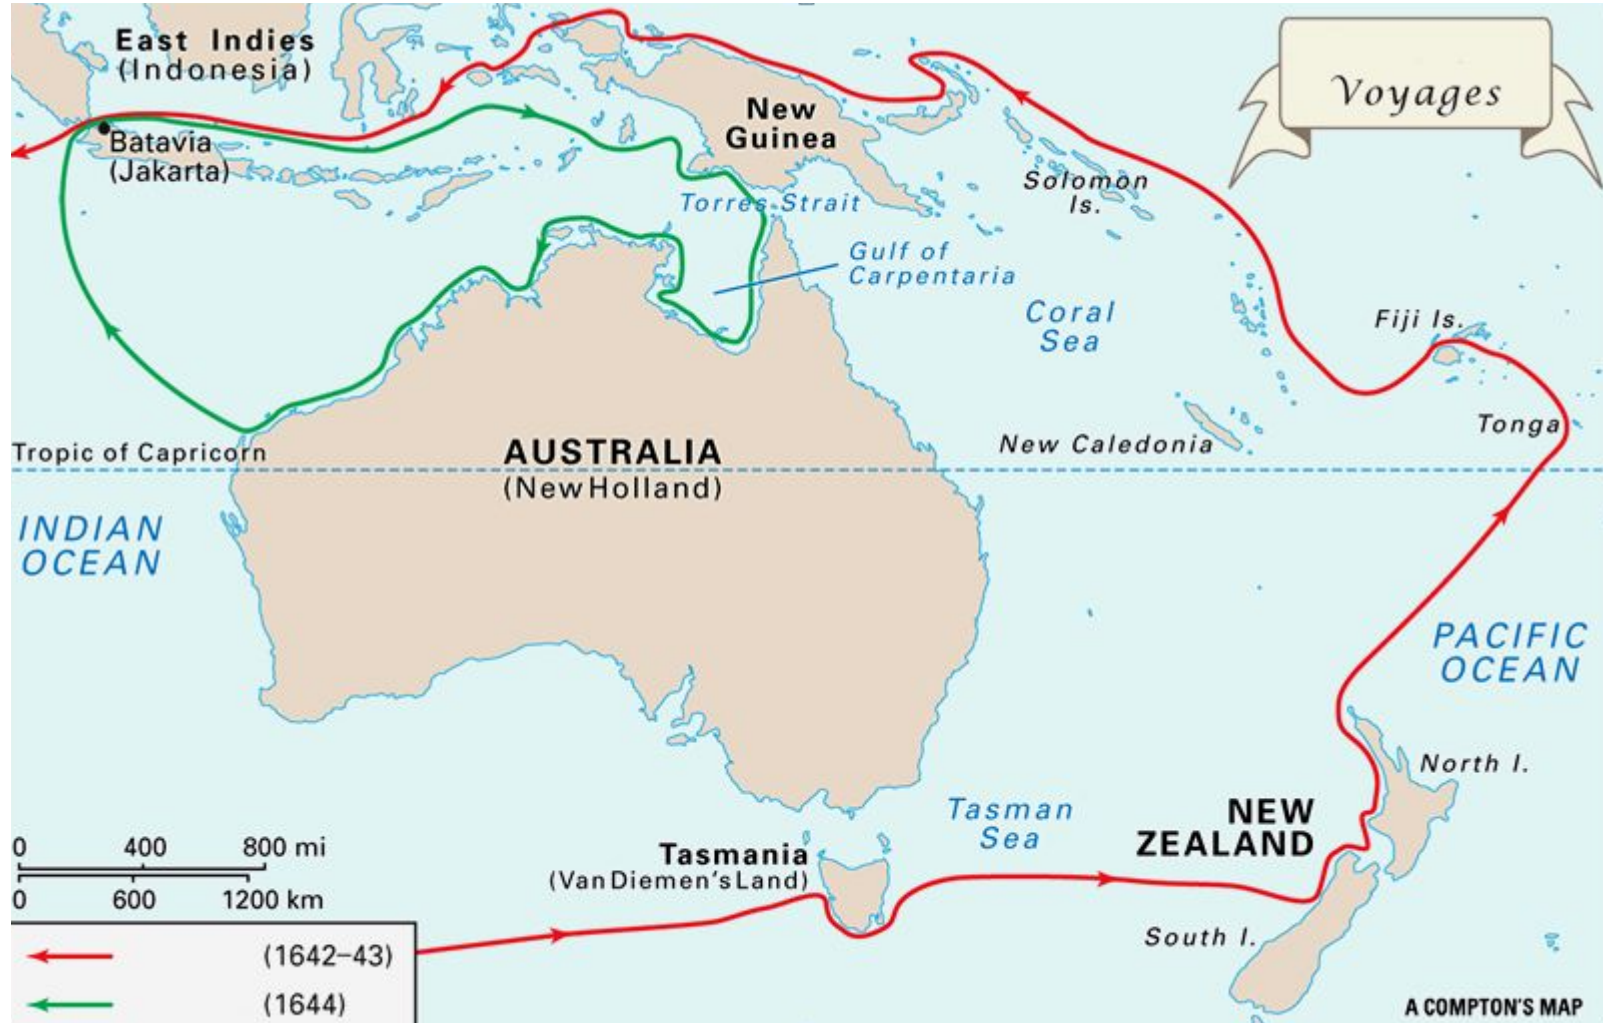 East Indies
(Indonesia)
Voyages
New
Guinea
Batavia
(Jakarta)
Solomon
Is.
Torres Strait
Gulf of
Carpentaria
Coral
Sea
Fiji Is.
Tonga
New Caledonia
Tropic of Capricorn
AUSTRALIA
(New Holland)
INDIAN
OCEAN
PACIFIC
OCEAN
North I.
NEW
ZEALAND
Tasman
Sea
Tasmania
(Van Diemen's Land)
South I.
0 400 800 mi
0 600 1200 km
(1642–43)
(1644)
A COMPTON'S MAP